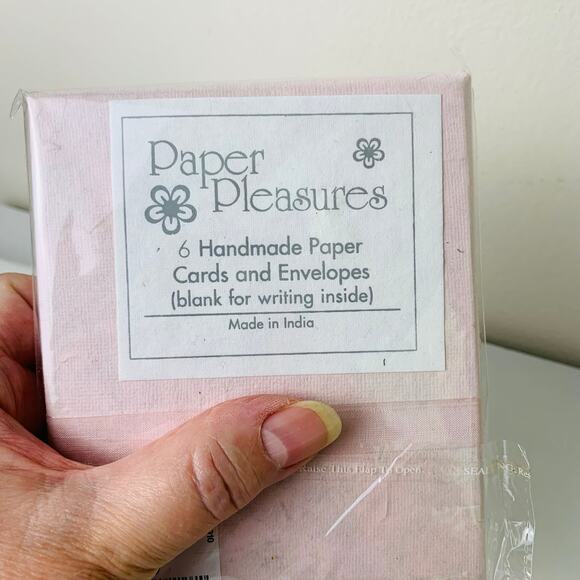 Paper
Pleasures
6 Handmade Paper
Cards and Envelopes
(blank for writing inside)
Made in India
Raise This Flap To Open
SEAL